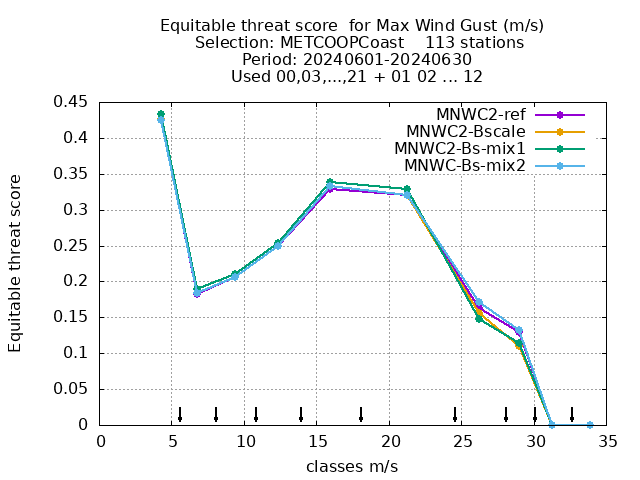 Equitable threat score  for Max Wind Gust (m/s)
Selection: METCOOPCoast    113 stations
Period: 20240601-20240630
Used 00,03,...,21 + 01 02 ... 12
MNWC2-ref
MNWC2-Bscale
MNWC2-Bs-mix1
MNWC-Bs-mix2
Equitable threat score
0.45
0.4
0.35
0.3
0.25
0.2
0.15
0.1
0.05
0
0 5 10 15 20 25 30 35
classes m/s